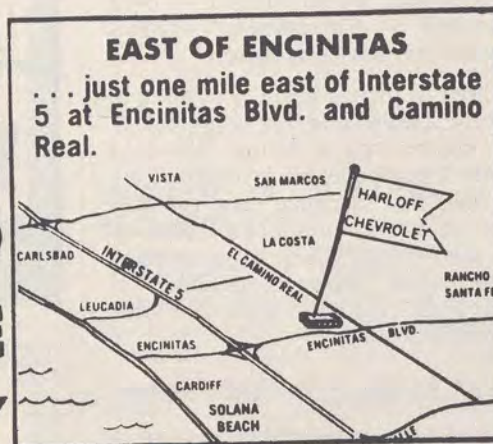 EAST OF ENCINITAS
. . . just one mile east of Interstate
5 at Encinitas Blvd. and Camino
Real.
VISTA
SAN MARCOS
HARLOFF
CHEVROLET
CARLSBAD
INTERSTATE 5
LA COSTA
EL CAMINO REAL
RANCHO
SANTA FE
LEUCADIA
ENCINITAS
ENCINITAS BLVD.
CARDIFF
SOLANA
BEACH